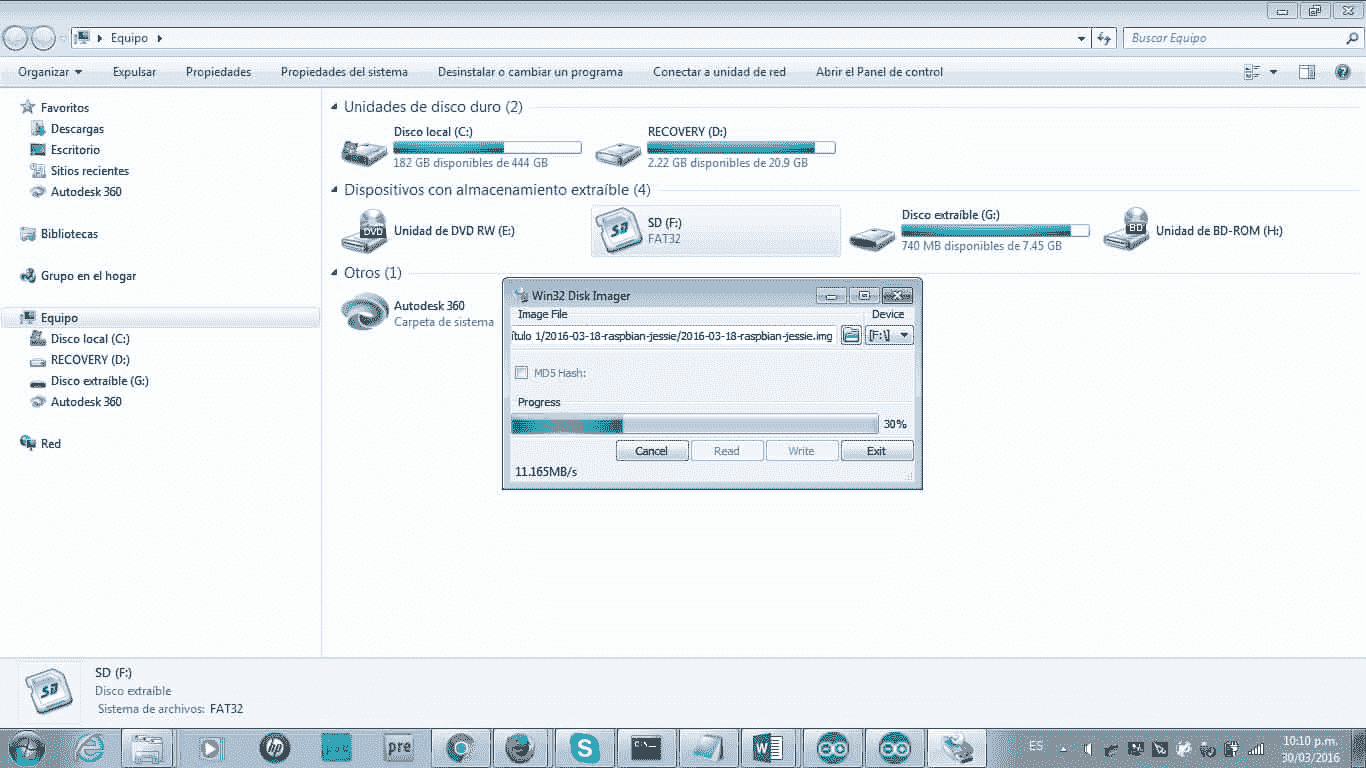 Equipo
Buscar Equipo
Organizar Expulsar Propiedades Propiedades del sistema Desinstalar o cambiar un programa Conectar a unidad de red Abrir el Panel de control
Favoritos
Descargas
Escritorio
Sitios recientes
Autodesk 360
Bibliotecas
Grupo en el hogar
Equipo
Disco local (C:)
RECOVERY (D:)
Disco extraíble (G:)
Autodesk 360
Red
Unidades de disco duro (2)
Disco local (C:)
182 GB disponibles de 444 GB
RECOVERY (D:)
2.22 GB disponibles de 20.9 GB
Dispositivos con almacenamiento extraíble (4)
DVD
Unidad de DVD RW (E:)
SD
SD (F:)
FAT32
Disco extraíble (G:)
740 MB disponibles de 7.45 GB
BD
Unidad de BD-ROM (H:)
Otros (1)
Autodesk 360
Carpeta de sistema
Win32 Disk Imager
Image File Device
ítulo 1/2016-03-18-raspbian-jessie/2016-03-18-raspbian-jessie.img [F:\]
MD5 Hash:
Progress
30%
Cancel Read Write Exit
11.165MB/s
SD
SD (F:)
Disco extraíble
Sistema de archivos: FAT32
hp
pre
ES
10:10 p.m.
30/03/2016